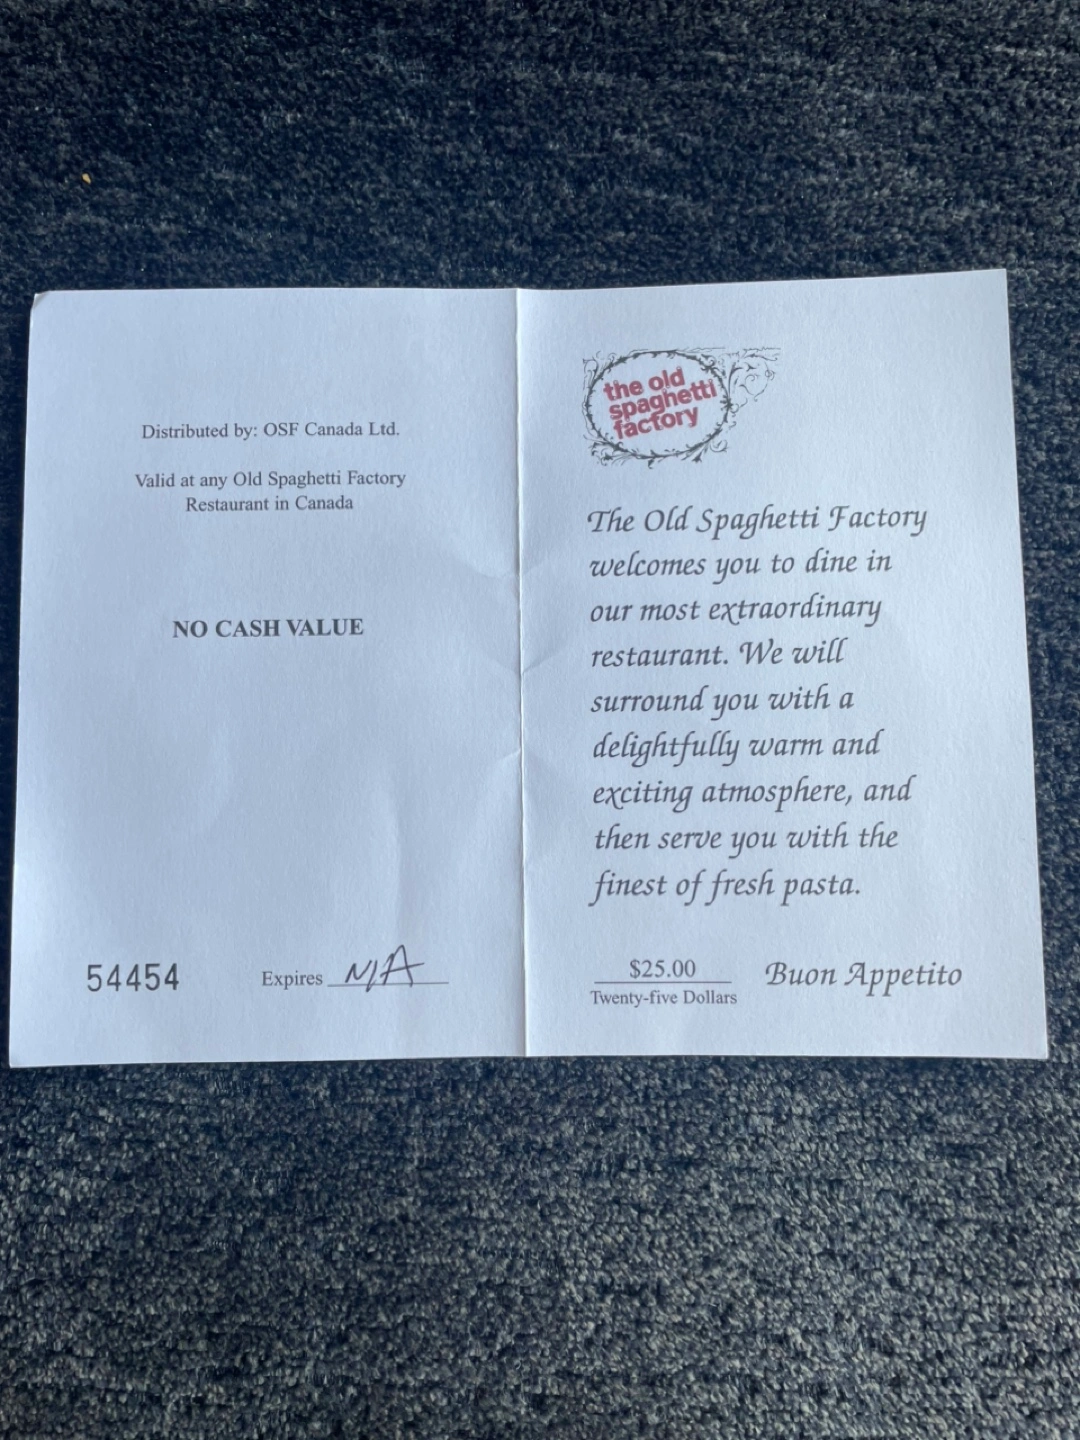 Distributed by: OSF Canada Ltd.
Valid at any Old Spaghetti Factory
Restaurant in Canada
NO CASH VALUE
54454
Expires N/A
the old
spaghetti
factory
The Old Spaghetti Factory
welcomes you to dine in
our most extraordinary
restaurant. We will
surround you with a
delightfully warm and
exciting atmosphere, and
then serve you with the
finest of fresh pasta.
$25.00
Twenty-five Dollars
Buon Appetito